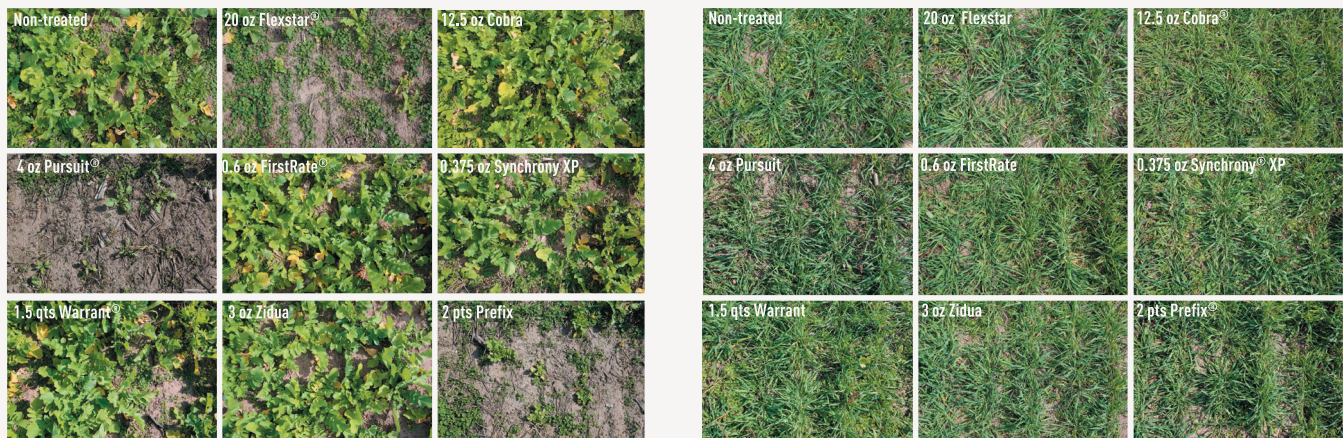 Non-treated
20 oz Flexstar®
12.5 oz Cobra
4 oz Pursuit®
0.6 oz FirstRate®
0.375 oz Synchrony XP
1.5 qts Warrant®
3 oz Zidua
2 pts Prefix
Non-treated
20 oz Flexstar
12.5 oz Cobra®
4 oz Pursuit
0.6 oz FirstRate
0.375 oz Synchrony® XP
1.5 qts Warrant
3 oz Zidua
2 pts Prefix®